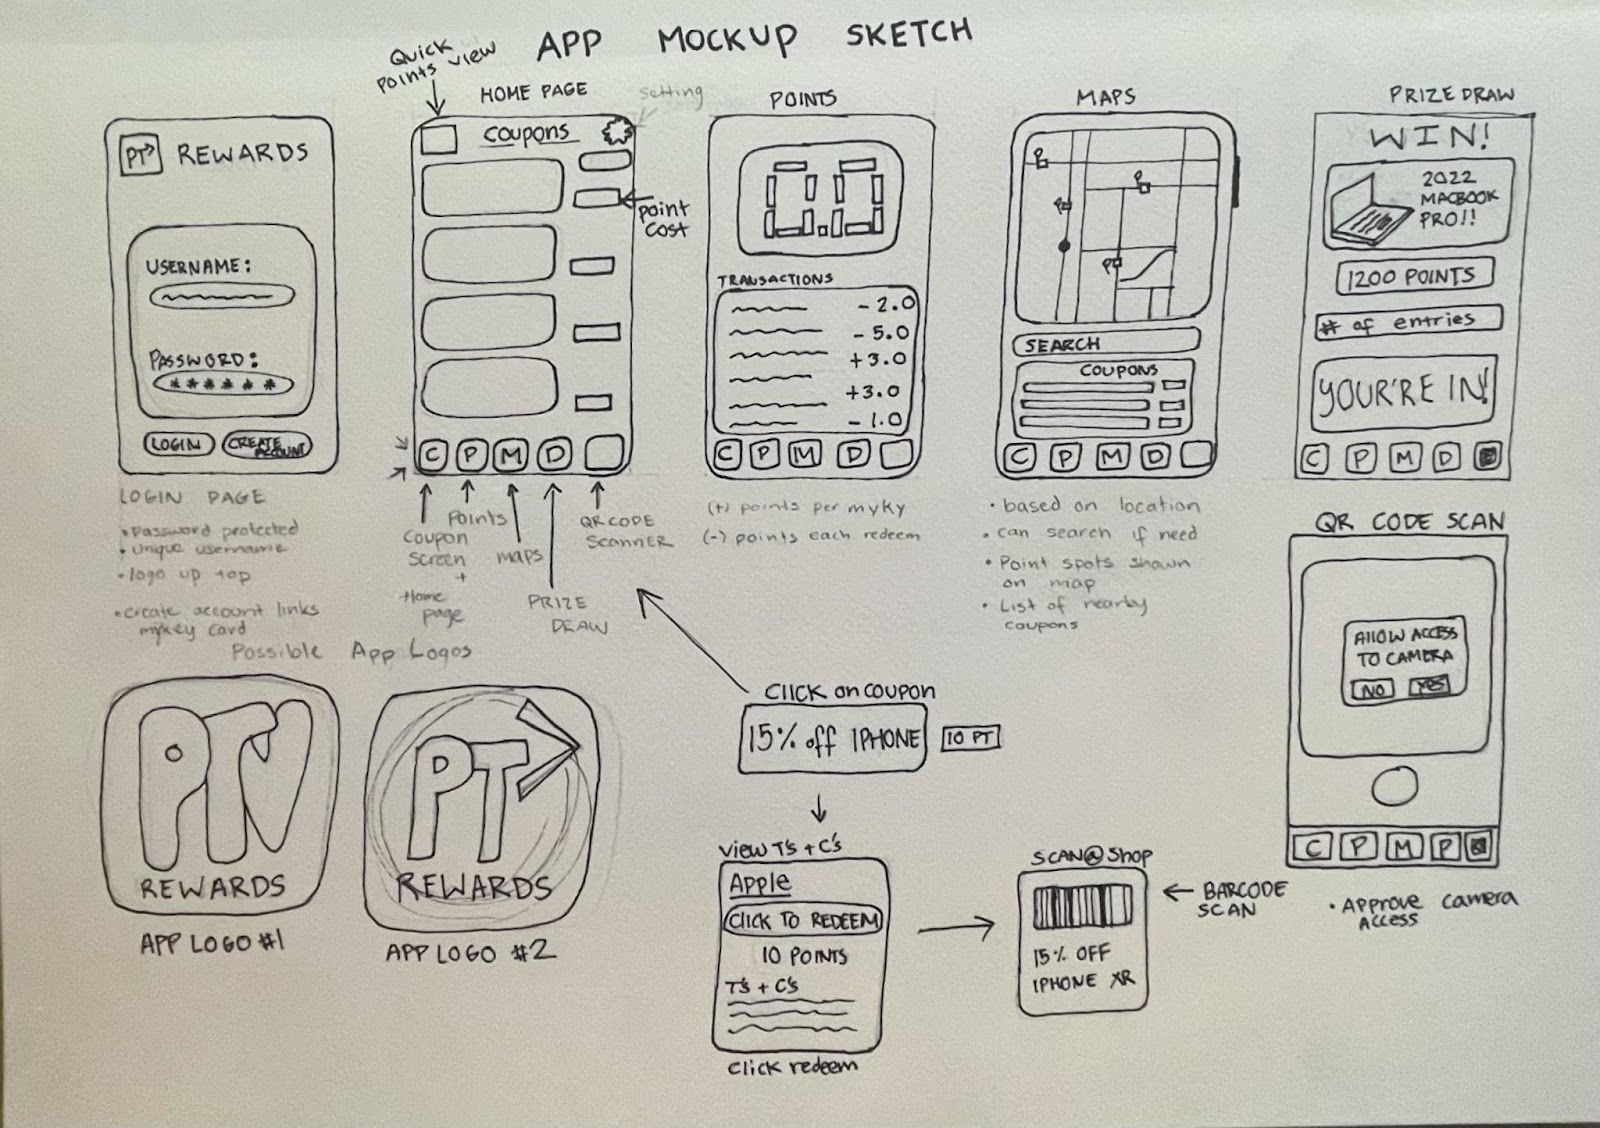 APP MOCKUP SKETCH
Quick
Points View
HOME PAGE
setting
POINTS
MAPS
PRIZE DRAW
PT> REWARDS
USERNAME:
PASSWORD:
******
LOGIN
CREATE
ACCOUNT
LOGIN PAGE
• Password protected
• Unique username
• logo up top
• create account links
mykey card
COUPONS
Point
Cost
C P M D
Coupon
screen
+
Home
page
Points
maps
PRIZE
DRAW
QR CODE
SCANNER
0.0
TRANSACTIONS
- 2.0
- 5.0
+3.0
+3.0
- 1.0
C P M D
(+) points per myky
(-) points each redeem
P
P
P
P
SEARCH
COUPONS
C P M D
• based on location
• can search if need
• Point spots shown
on map
• List of nearby
coupons
WIN!
2022
MACBOOK
PRO!!
1200 POINTS
# of entries
YOUR'RE IN!
C P M D
QR CODE SCAN
AllOW ACCESS
TO CAMERA
NO YES
C P M P
• Approve camera
Access
Possible App Logos
PTV
REWARDS
APP LOGO #1
PT>
REWARDS
APP LOGO #2
Click on coupon
15% off IPHONE
10 PT
View T's + C's
Apple
CLICK TO REDEEM
10 POINTS
T's + C's
Click redeem
SCAN@Shop
15% OFF
IPHONE XR
BARCODE
SCAN